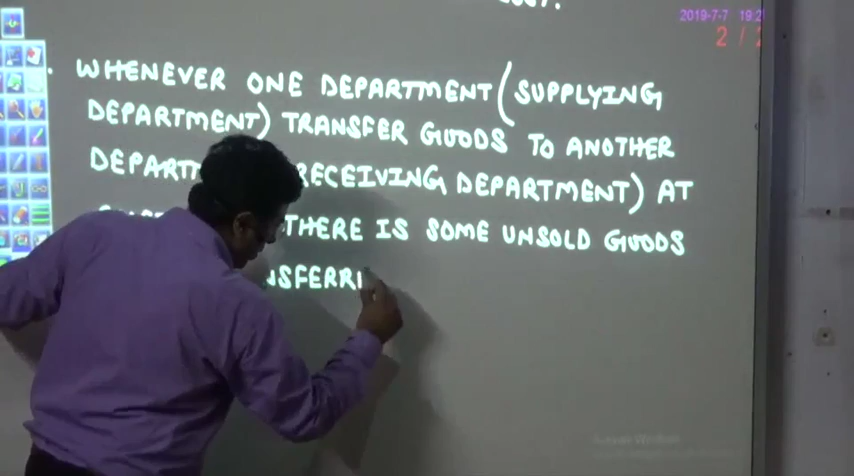 2019-7-7 19:2
2 / 2
WHENEVER ONE DEPARTMENT (SUPPLYING
DEPARTMENT) TRANSFER GOODS TO ANOTHER
RECEIVING DEPARTMENT) AT
THERE IS SOME UNSOLD GOODS